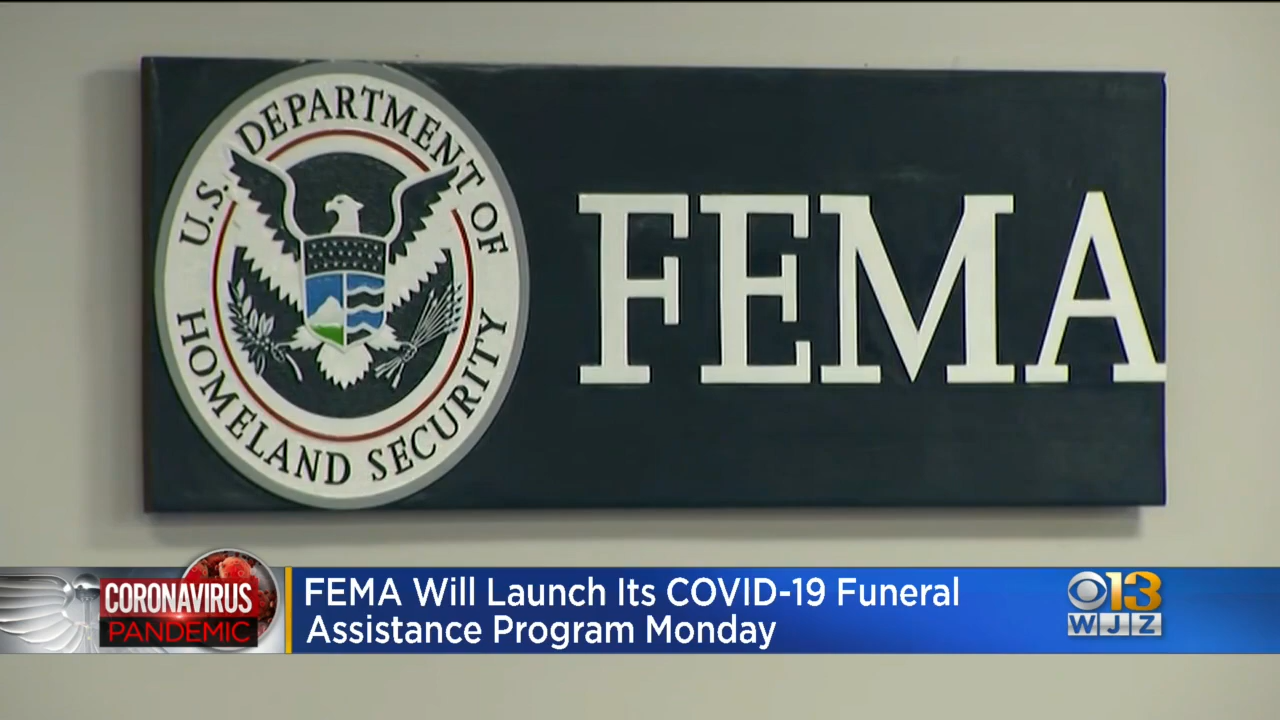 U.S. DEPARTMENT OF
HOMELAND SECURITY
FEMA
CORONAVIRUS
PANDEMIC
FEMA Will Launch Its COVID-19 Funeral
Assistance Program Monday
13
WJZ